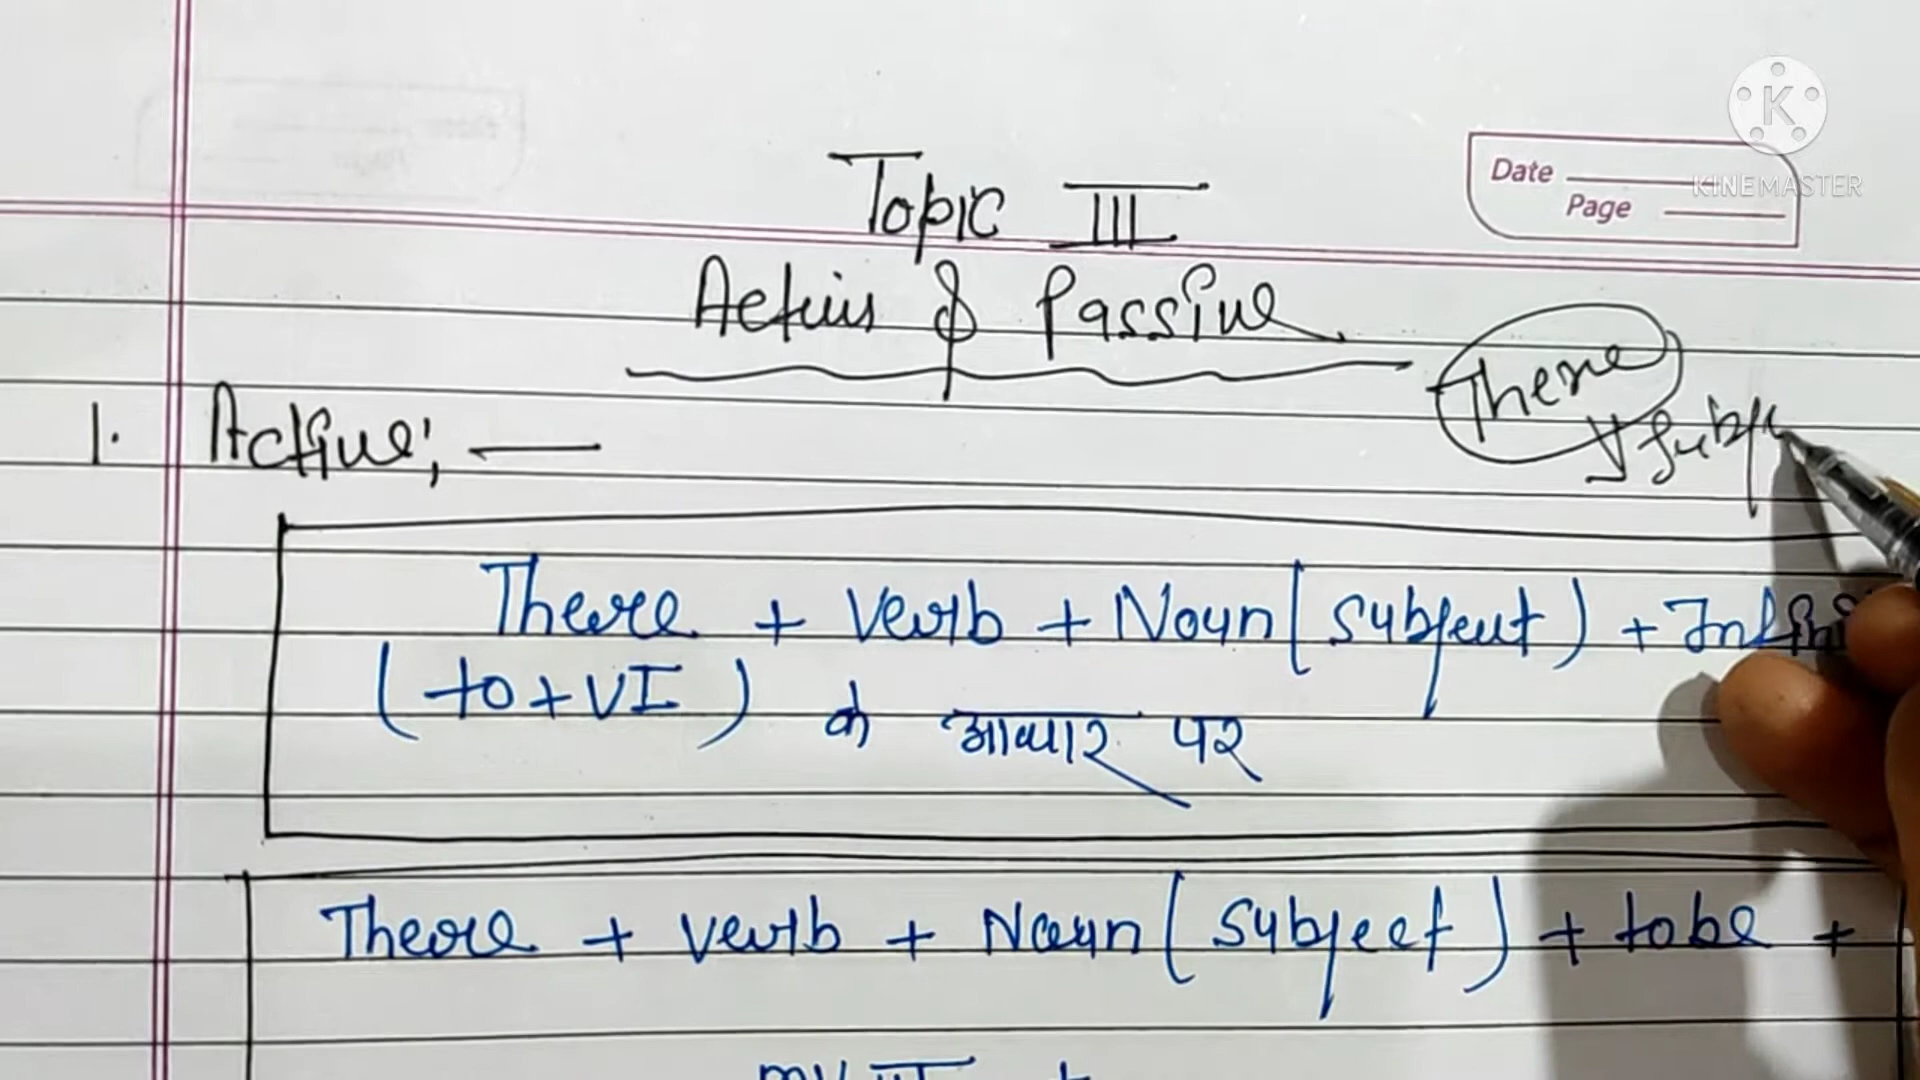 KINEMASTER
Date
Page
Topic III
Active & Passive
There
1. Active; —
There + Verb + Noun (subject) +
(to + VI) के आधार पर
There + verb + Noun (Subject) + to be +